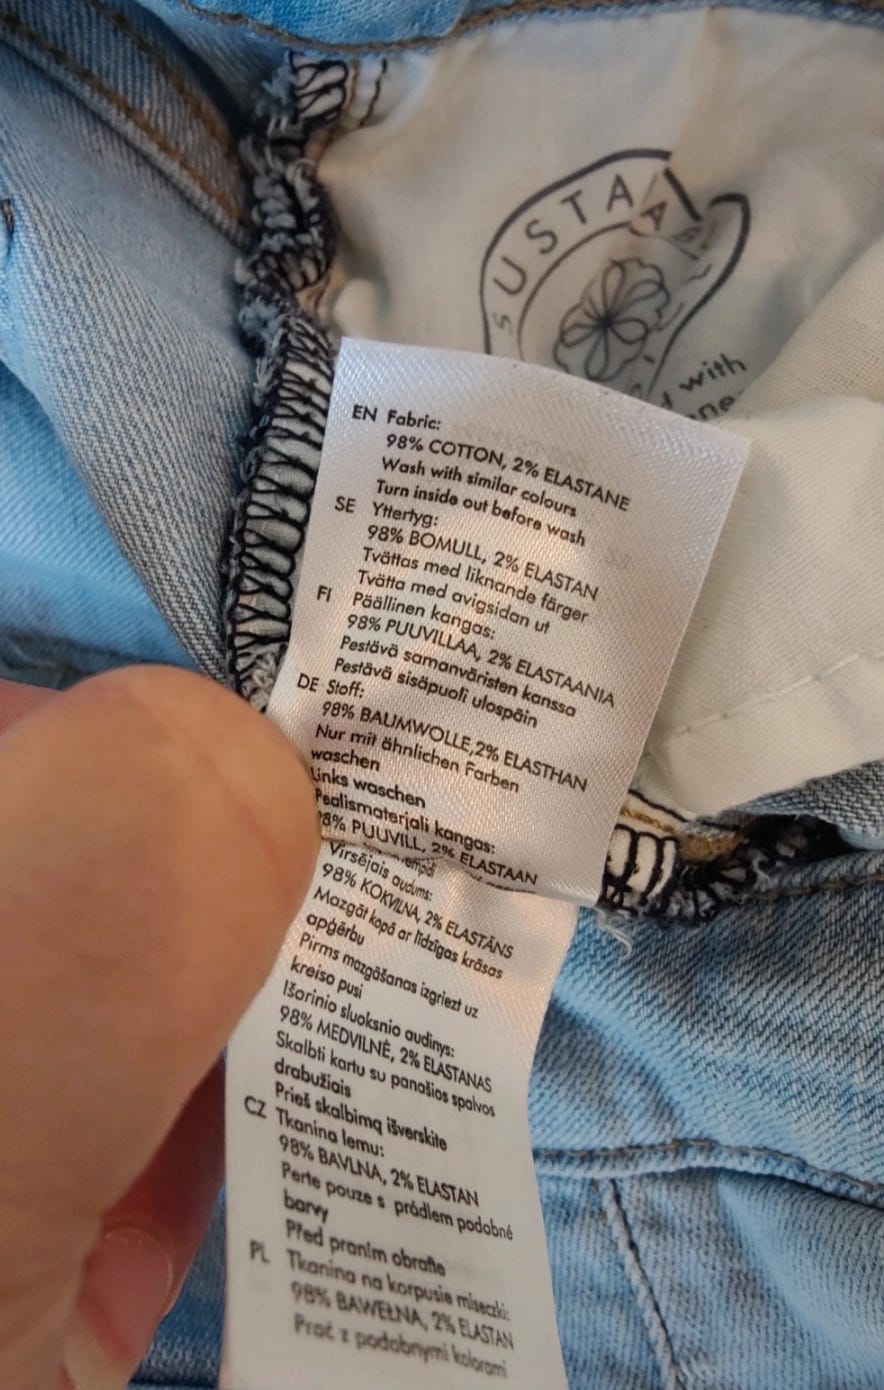 SUSTAINABLE
d with
ne
EN Fabric:
98% COTTON, 2% ELASTANE
Wash with similar colours
Turn inside out before wash
SE Yttertyg:
98% BOMULL, 2% ELASTAN
Tvättas med liknande färger
Tvätta med avigsidan ut
FI Päällinen kangas:
98% PUUVILLAA, 2% ELASTAANIA
Pestävä samanväristen kanssa
Pestävä sisäpuoli ulospäin
DE Stoff:
98% BAUMWOLLE,2% ELASTHAN
Nur mit ähnlichen Farben
waschen
Links waschen
Pealismaterjali kangas:
98% PUUVILL, 2% ELASTAAN
Virsējais audums:
98% KOKVILNA, 2% ELASTĀNS
Mazgāt kopā ar līdzīgas krāsas
apģērbu
Pirms mazgāšanas izgriezt uz
kreiso pusi
Išorinio sluoksnio audinys:
98% MEDVILNĖ, 2% ELASTANAS
Skalbti kartu su panašios spalvos
drabužiais
Prieš skalbimą išverskite
CZ Tkanina lemu:
98% BAVLNA, 2% ELASTAN
Perte pouze s prádlem podobné
barvy
Před praním obraťte
PL Tkanina na korpusie miseczki:
98% BAWEŁNA, 2% ELASTAN
Prać z podobnymi kolorami